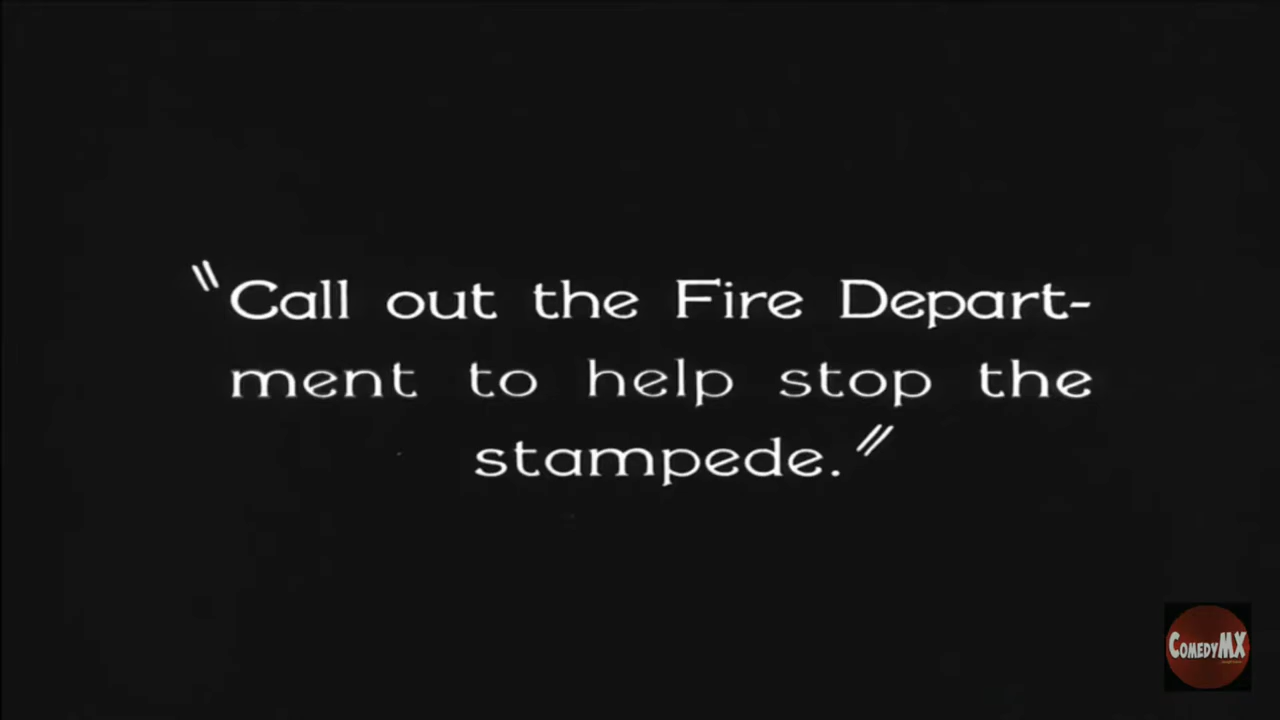 "Call out the Fire Depart-
ment to help stop the
stampede."
COMEDYMX